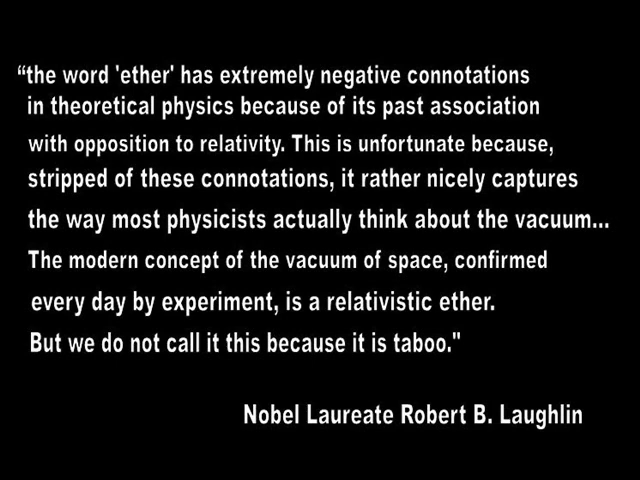 “the word 'ether' has extremely negative connotations
in theoretical physics because of its past association
with opposition to relativity. This is unfortunate because,
stripped of these connotations, it rather nicely captures
the way most physicists actually think about the vacuum...
The modern concept of the vacuum of space, confirmed
every day by experiment, is a relativistic ether.
But we do not call it this because it is taboo."
Nobel Laureate Robert B. Laughlin